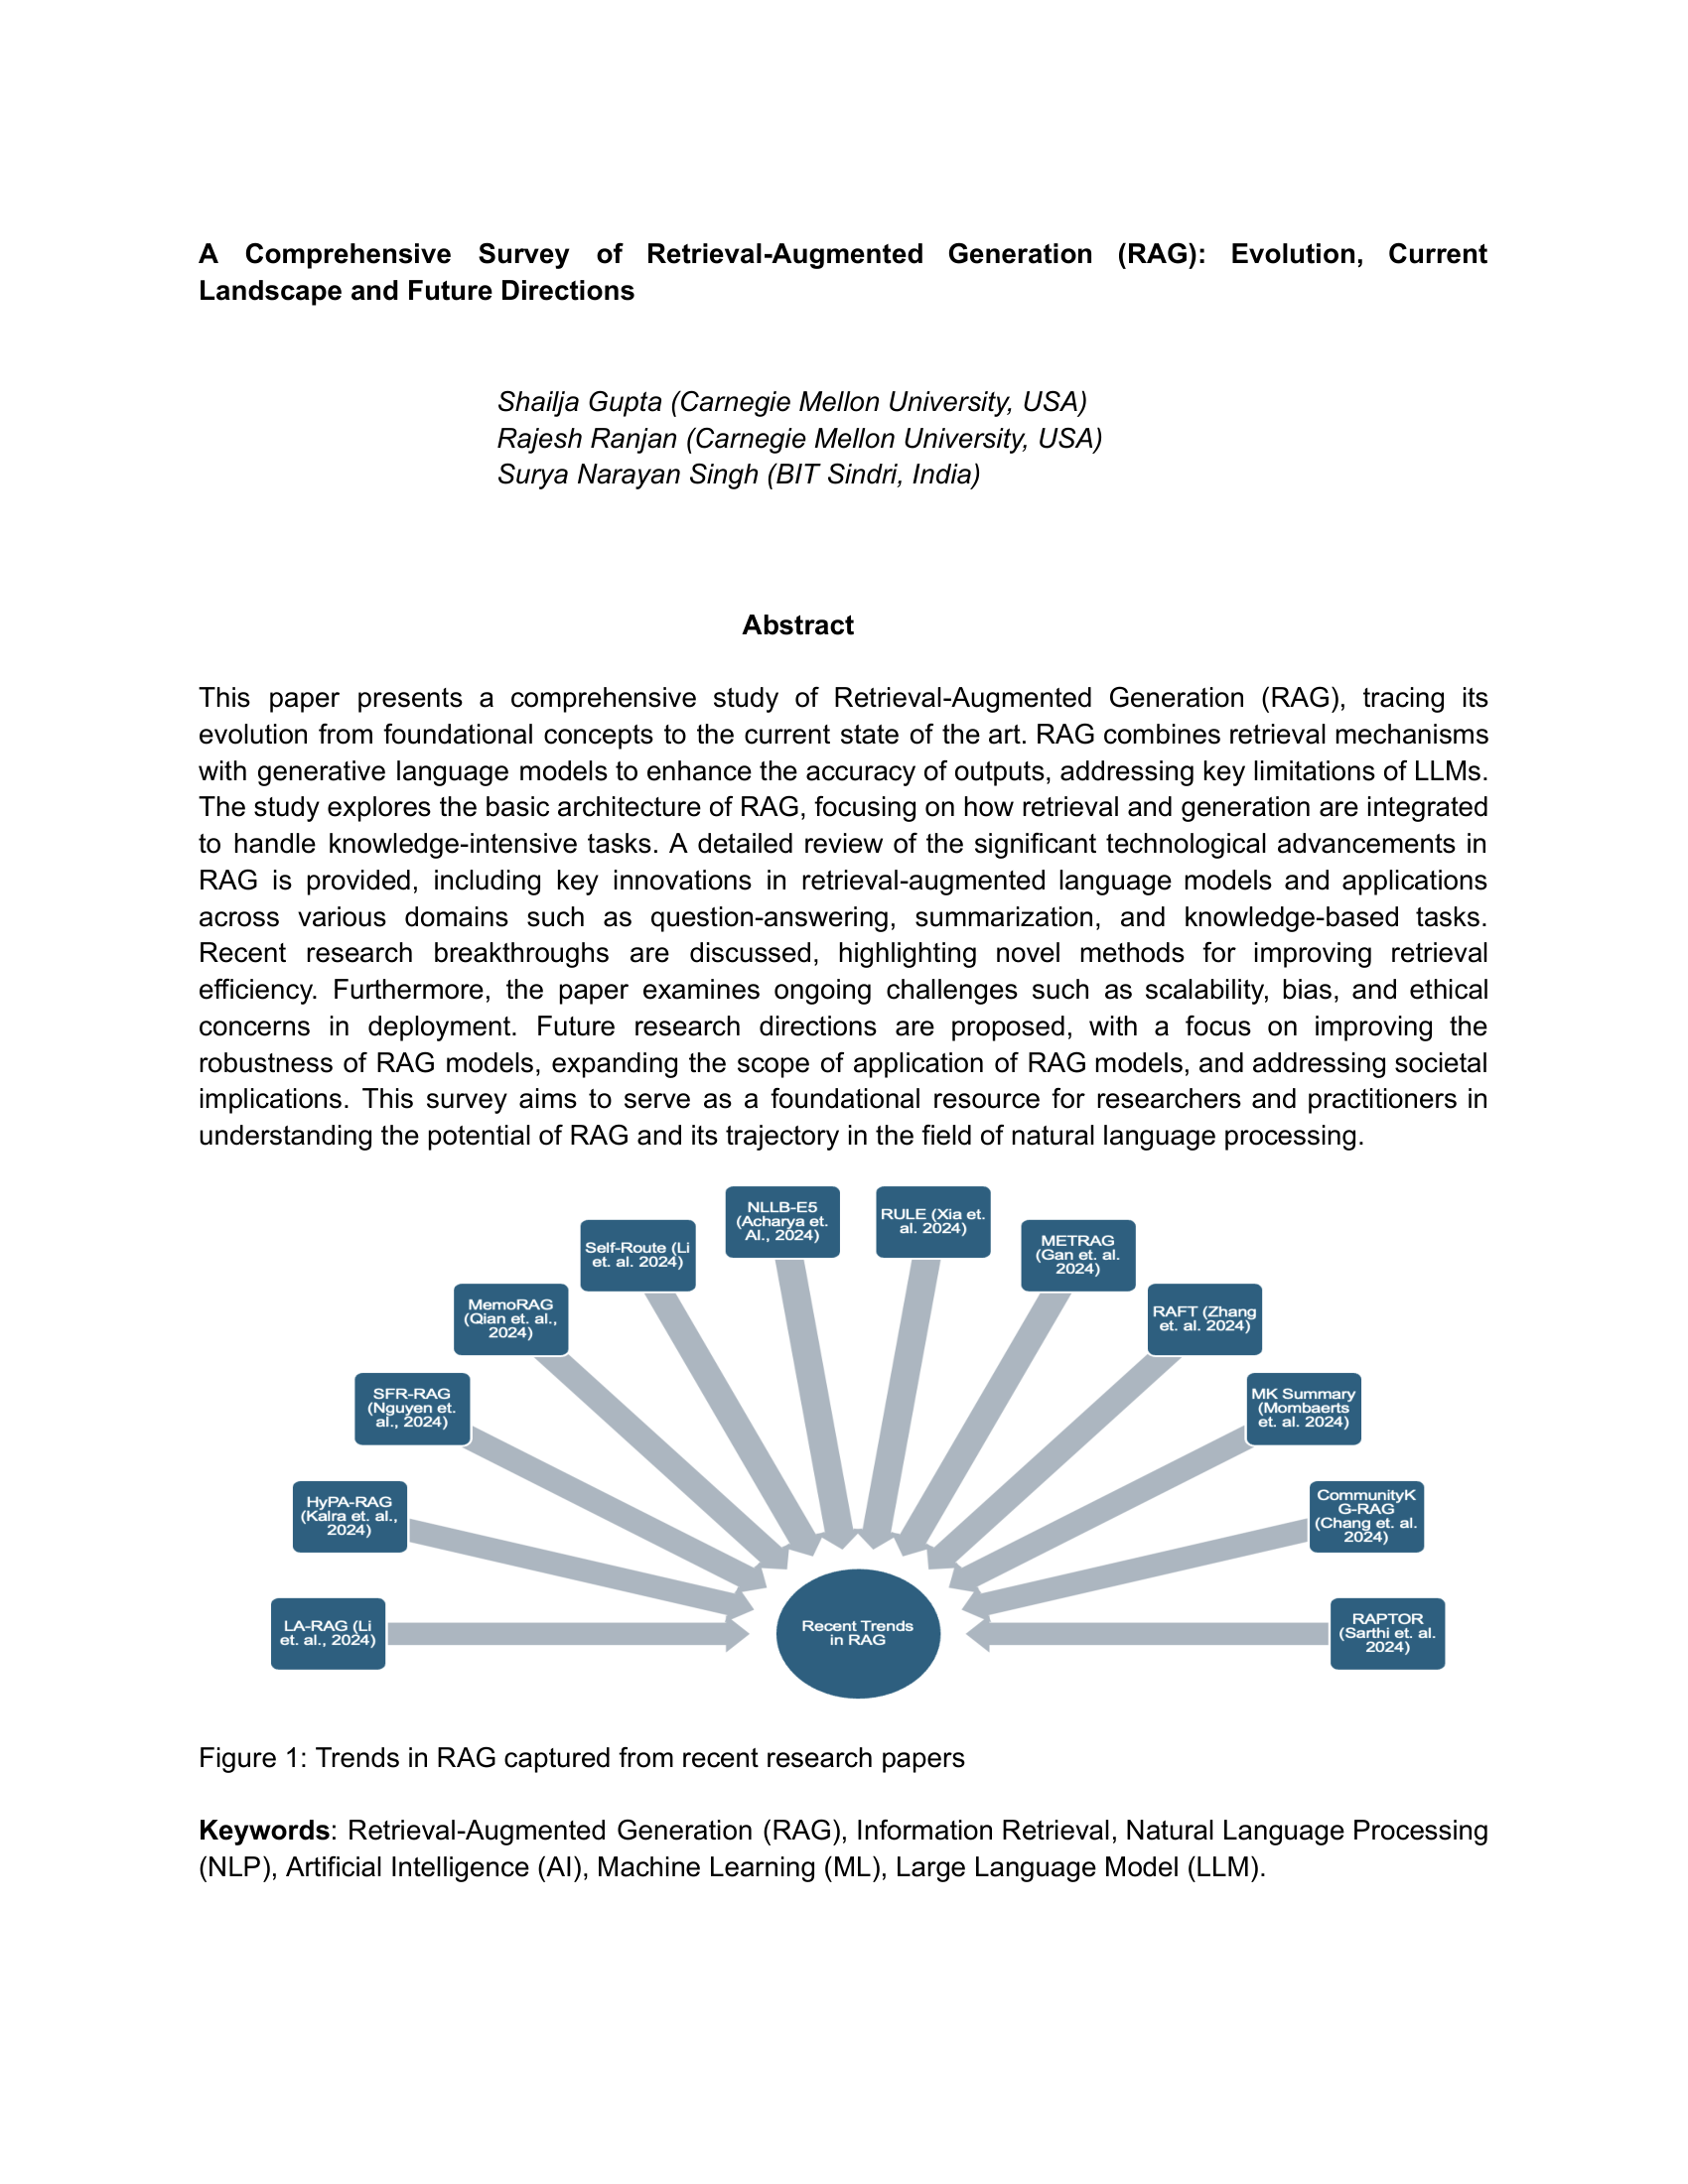 A Comprehensive Survey of Retrieval-Augmented Generation (RAG): Evolution, Current
Landscape and Future Directions
Shailja Gupta (Carnegie Mellon University, USA)
Rajesh Ranjan (Carnegie Mellon University, USA)
Surya Narayan Singh (BIT Sindri, India)
Abstract
This paper presents a comprehensive study of Retrieval-Augmented Generation (RAG), tracing its
evolution from foundational concepts to the current state of the art. RAG combines retrieval mechanisms
with generative language models to enhance the accuracy of outputs, addressing key limitations of LLMs.
The study explores the basic architecture of RAG, focusing on how retrieval and generation are integrated
to handle knowledge-intensive tasks. A detailed review of the significant technological advancements in
RAG is provided, including key innovations in retrieval-augmented language models and applications
across various domains such as question-answering, summarization, and knowledge-based tasks.
Recent research breakthroughs are discussed, highlighting novel methods for improving retrieval
efficiency. Furthermore, the paper examines ongoing challenges such as scalability, bias, and ethical
concerns in deployment. Future research directions are proposed, with a focus on improving the
robustness of RAG models, expanding the scope of application of RAG models, and addressing societal
implications. This survey aims to serve as a foundational resource for researchers and practitioners in
understanding the potential of RAG and its trajectory in the field of natural language processing.
LA-RAG (Li
et. al., 2024)
HyPA-RAG
(Kalra et. al.,
2024)
SFR-RAG
(Nguyen et.
al., 2024)
MemoRAG
(Qian et. al.,
2024)
Self-Route (Li
et. al. 2024)
NLLB-E5
(Acharya et.
Al., 2024)
RULE (Xia et.
al. 2024)
METRAG
(Gan et. al.
2024)
RAFT (Zhang
et. al. 2024)
MK Summary
(Mombaerts
et. al. 2024)
CommunityK
G-RAG
(Chang et. al.
2024)
RAPTOR
(Sarthi et. al.
2024)
Recent Trends
in RAG
Figure 1: Trends in RAG captured from recent research papers
Keywords: Retrieval-Augmented Generation (RAG), Information Retrieval, Natural Language Processing
(NLP), Artificial Intelligence (AI), Machine Learning (ML), Large Language Model (LLM).